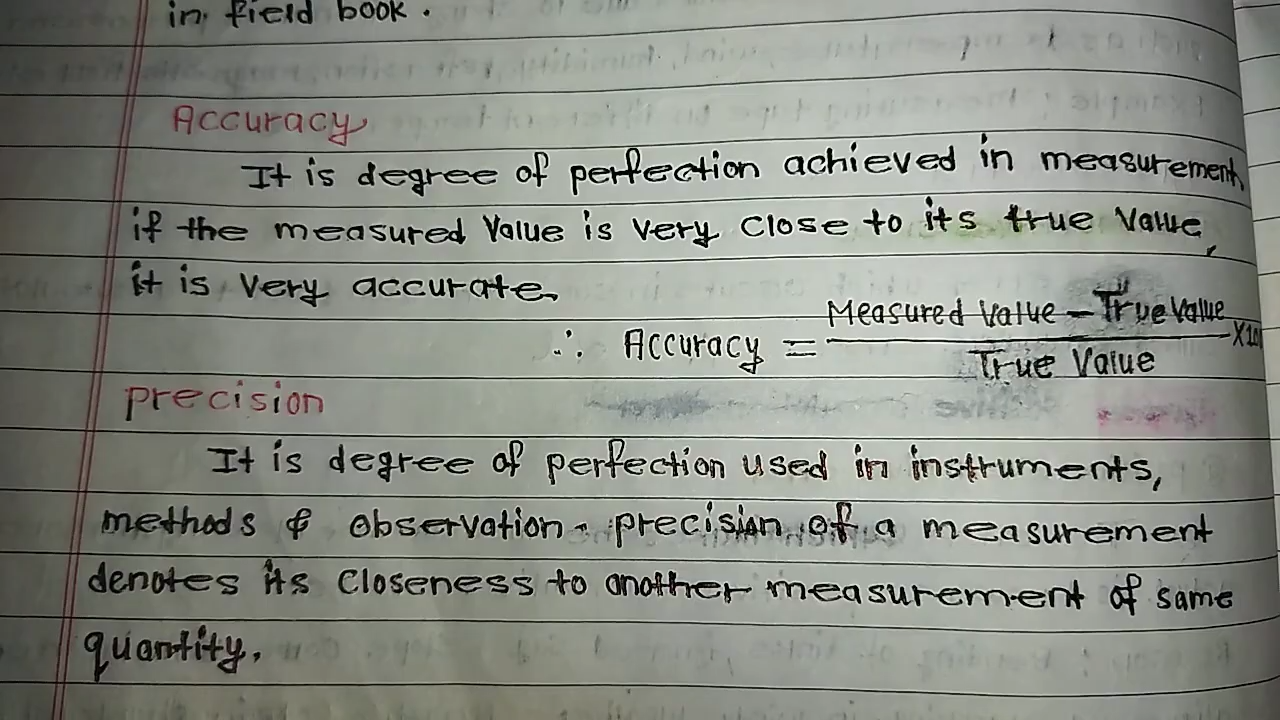 in field book.
Accuracy
It is degree of perfection achieved in measurement,
if the measured Value is very close to its true Value,
it is very accurate.
∴ Accuracy = (Measured Value - True Value) / True Value X10
Precision
It is degree of perfection used in instruments,
methods & observation. precision of a measurement
denotes its closeness to another measurement of same
quantity.